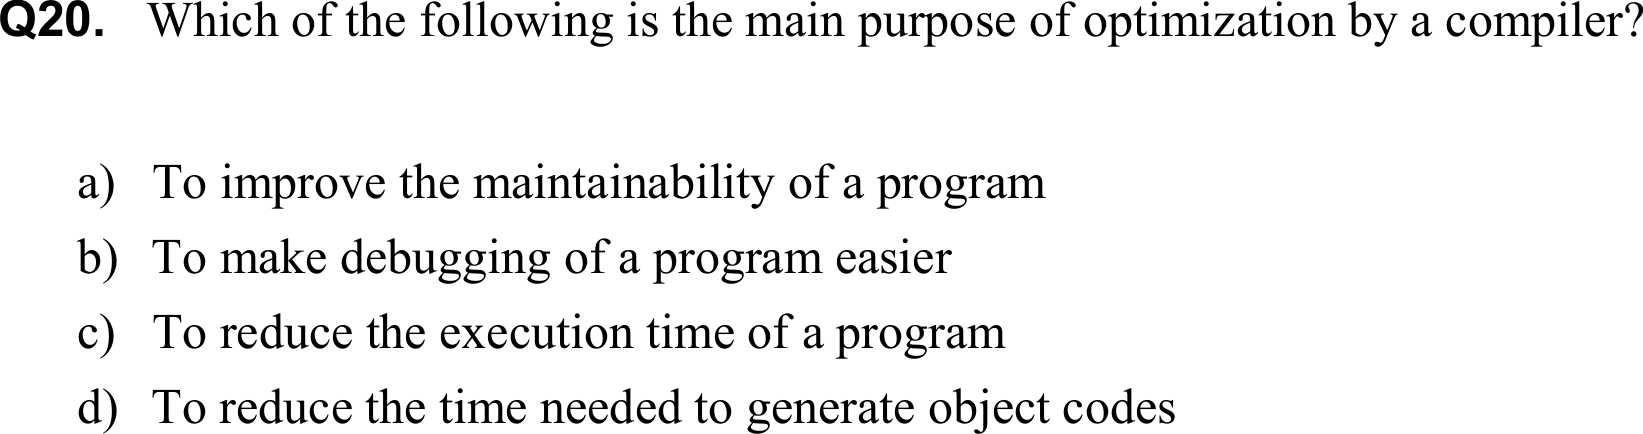 Q20. Which of the following is the main purpose of optimization by a compiler?
a) To improve the maintainability of a program
b) To make debugging of a program easier
c) To reduce the execution time of a program
d) To reduce the time needed to generate object codes